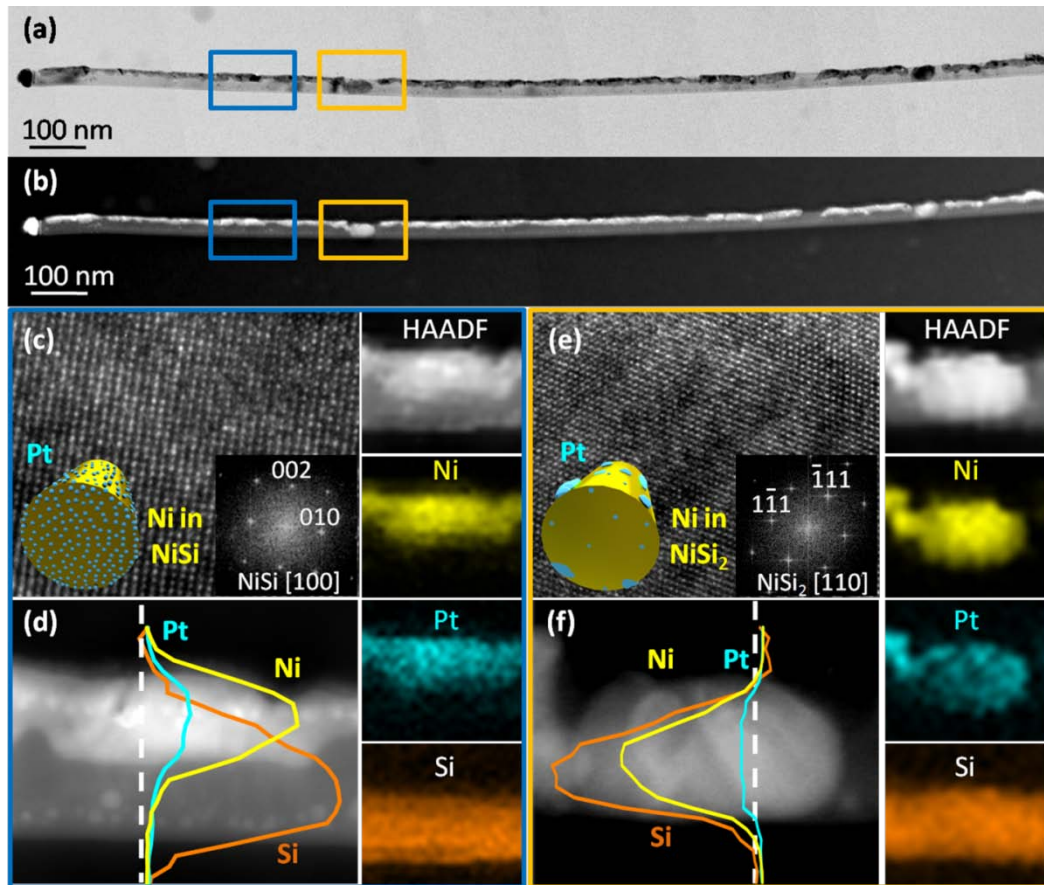 (a)
100 nm
(b)
100 nm
(c)
Pt
Ni in
NiSi
002
010
NiSi [100]
HAADF
Ni
Pt
Si
(d)
Pt
Ni
Si
(e)
Pt
Ni in
NiSi₂
1̄11
11̄1
NiSi₂ [110]
HAADF
Ni
Pt
Si
(f)
Ni
Pt
Si